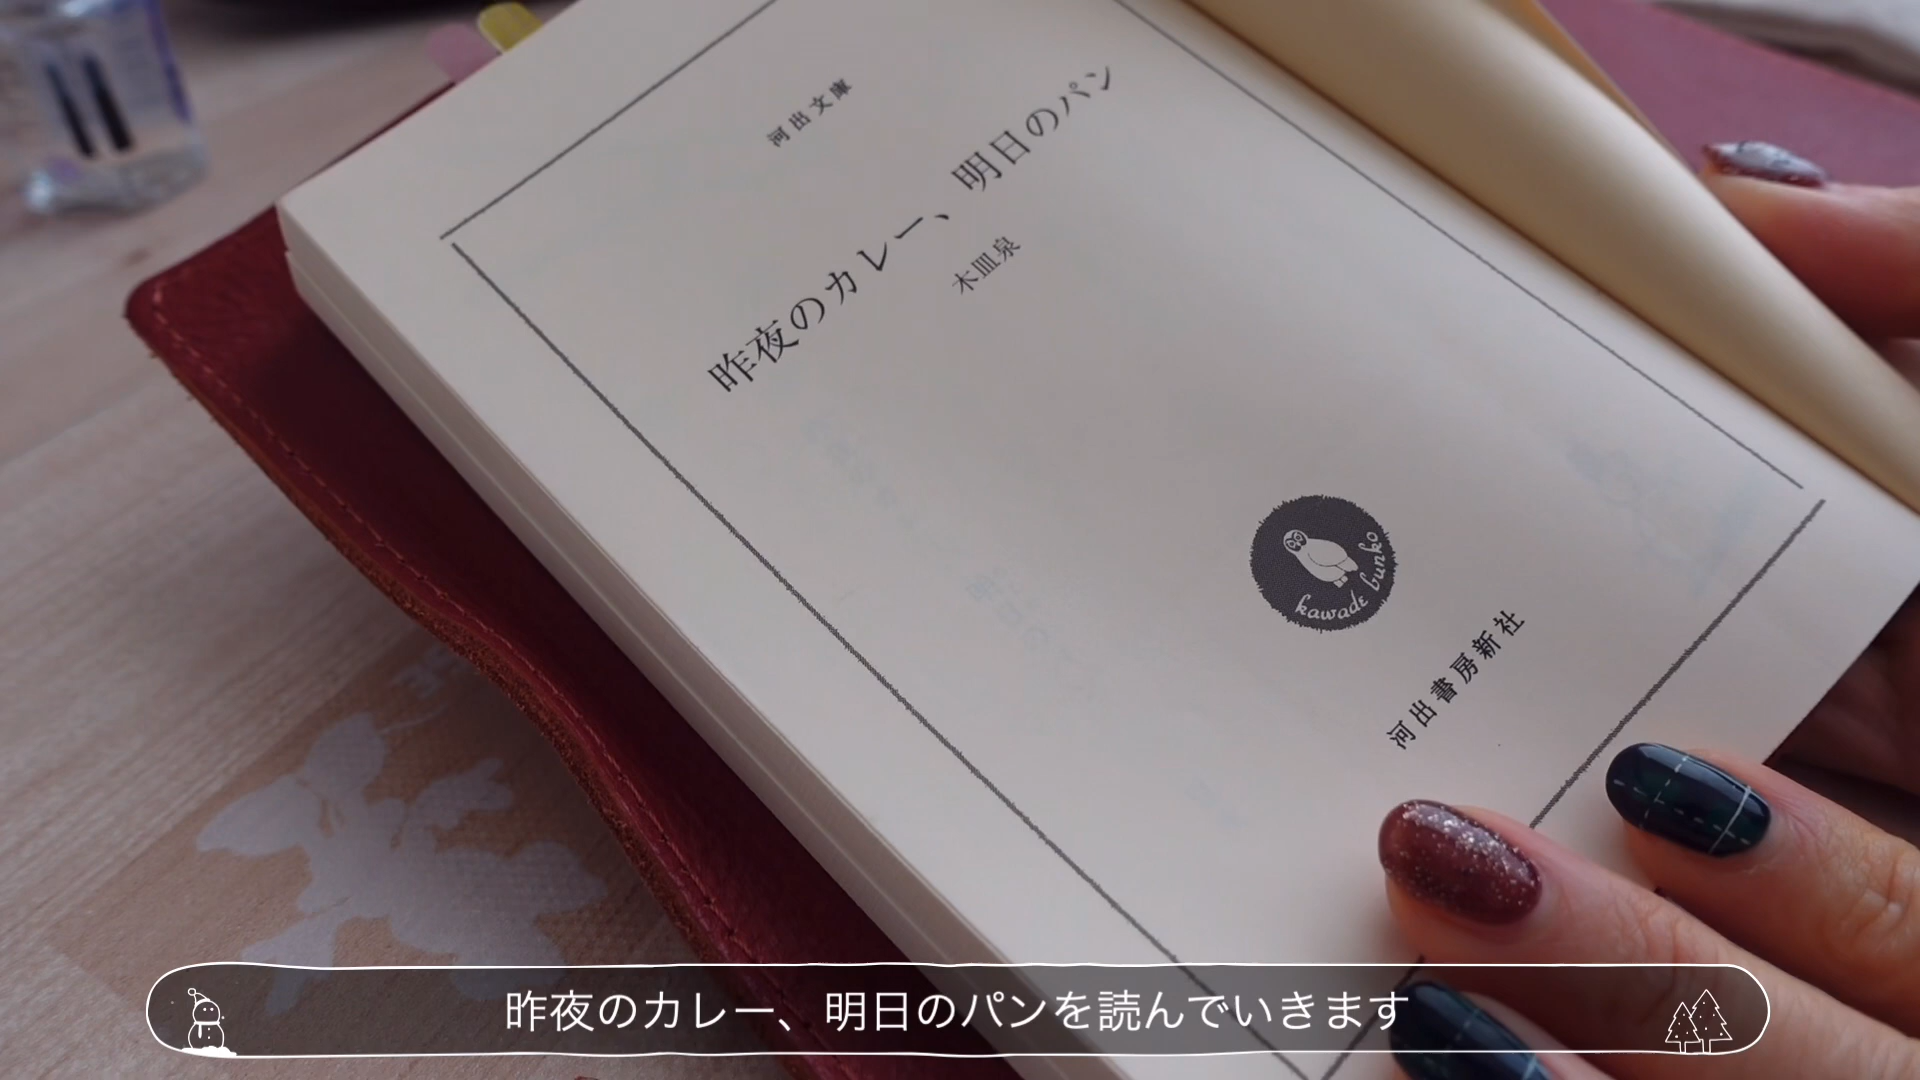 河出文庫
昨夜のカレー、明日のパン
木皿泉
kawade bunko
河出書房新社
昨夜のカレー、明日のパンを読んでいきます